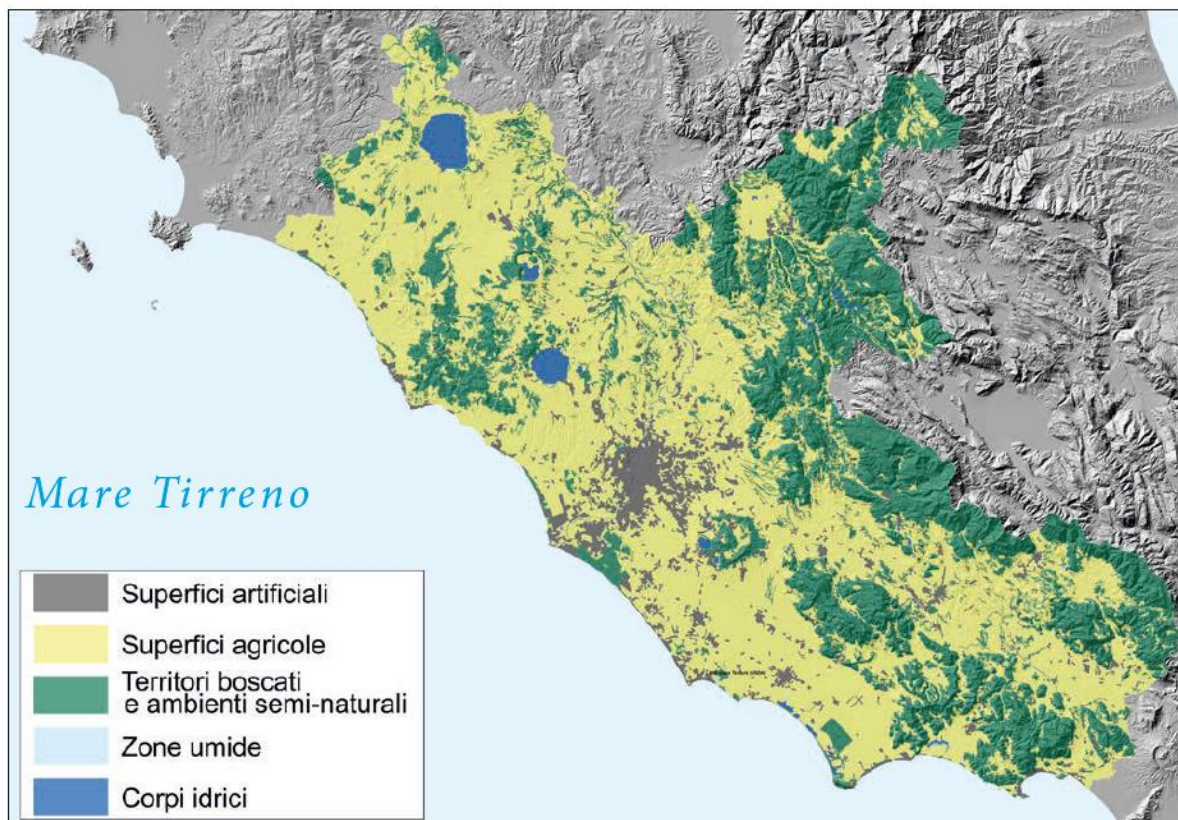 Mare Tirreno
Superfici artificiali
Superfici agricole
Territori boscati
e ambienti semi-naturali
Zone umide
Corpi idrici